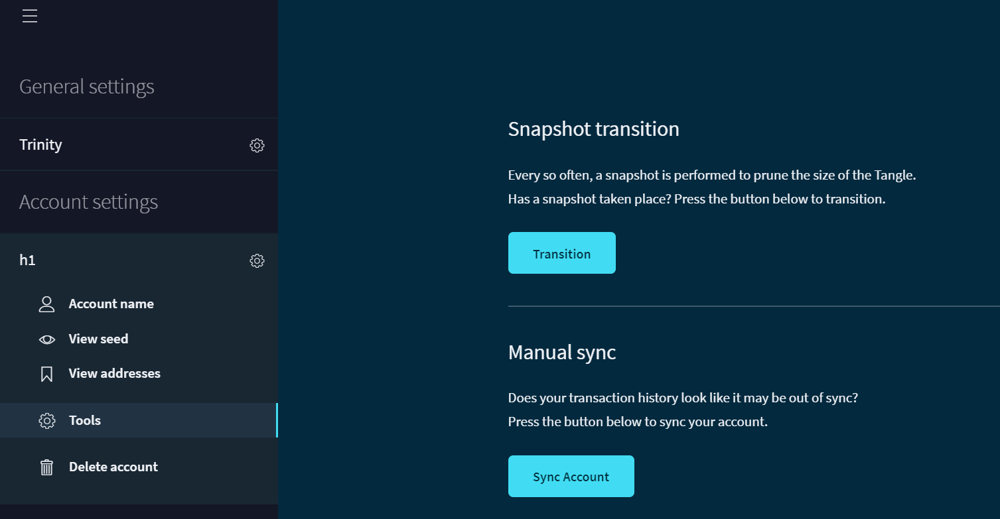 General settings
Trinity
Account settings
h1
Account name
View seed
View addresses
Tools
Delete account
Snapshot transition
Every so often, a snapshot is performed to prune the size of the Tangle.
Has a snapshot taken place? Press the button below to transition.
Transition
Manual sync
Does your transaction history look like it may be out of sync?
Press the button below to sync your account.
Sync Account